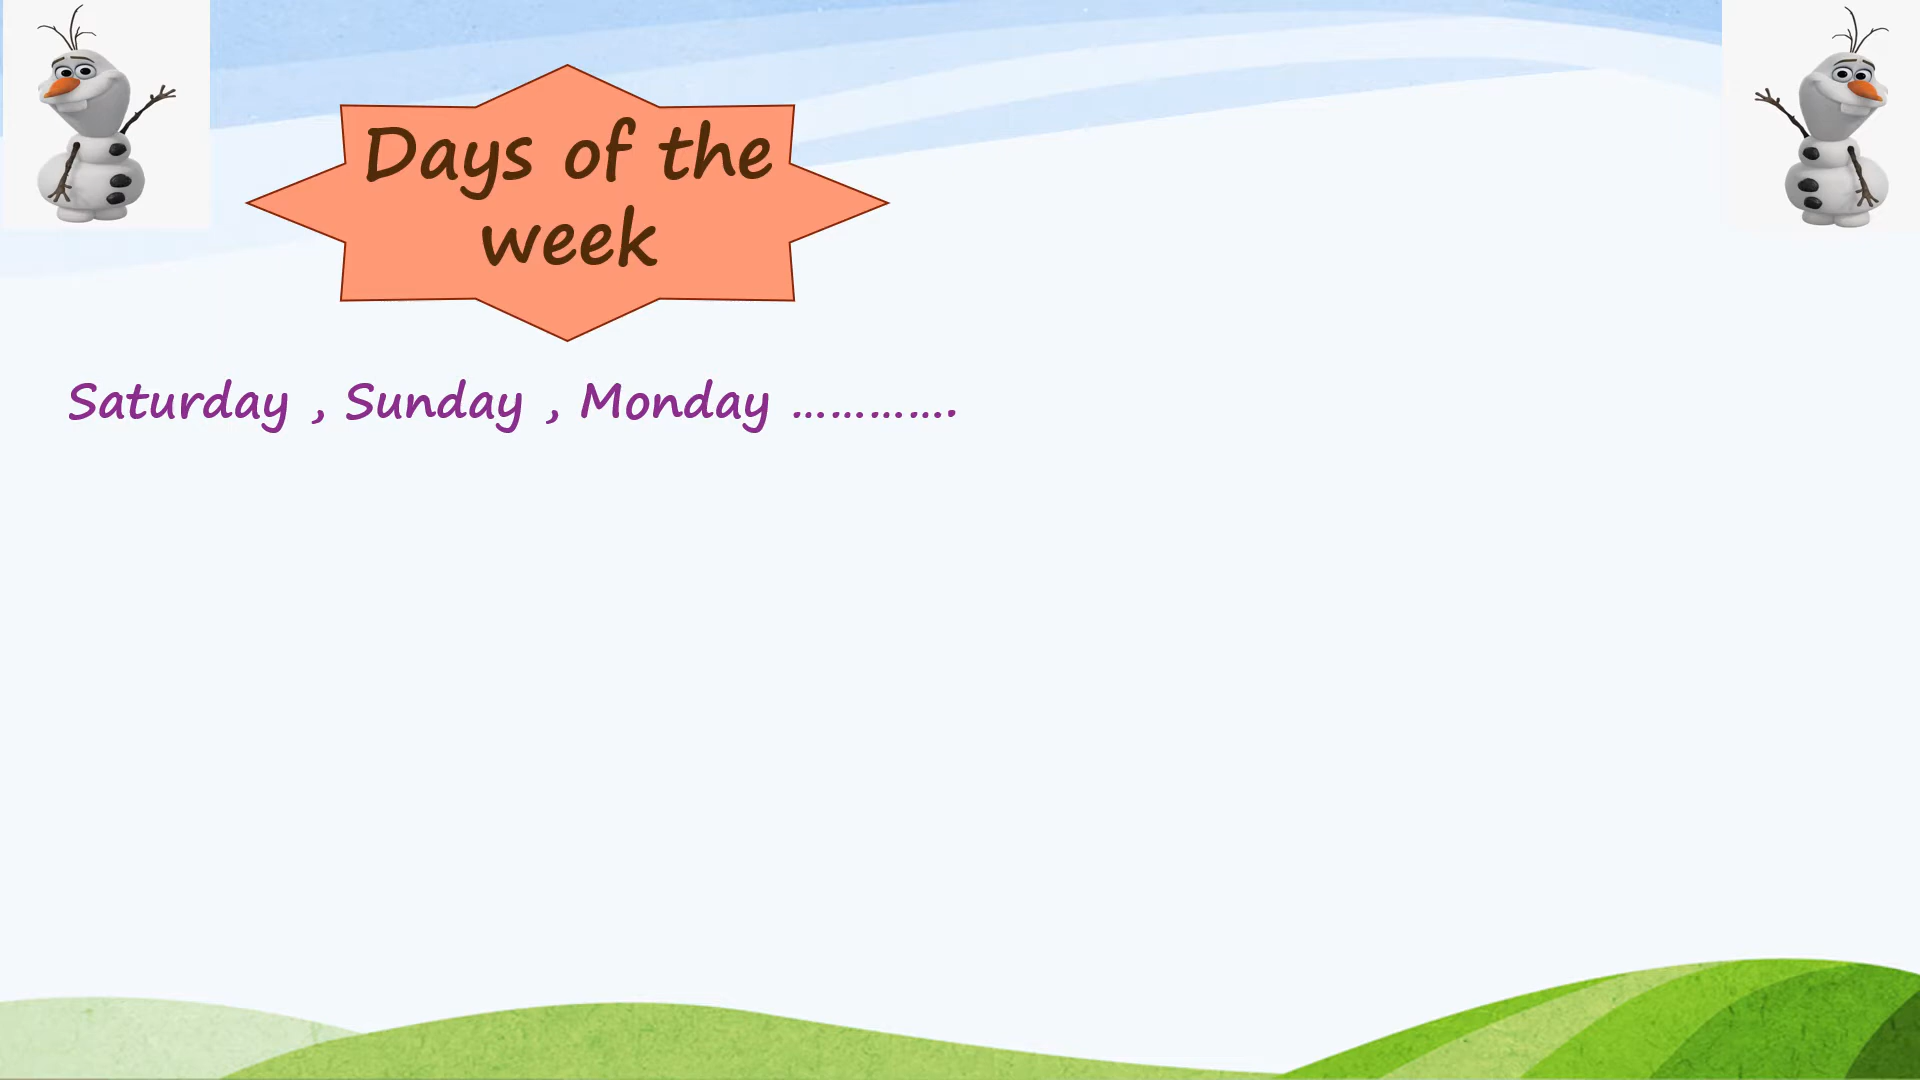 Days of the
week
Saturday , Sunday , Monday ………….